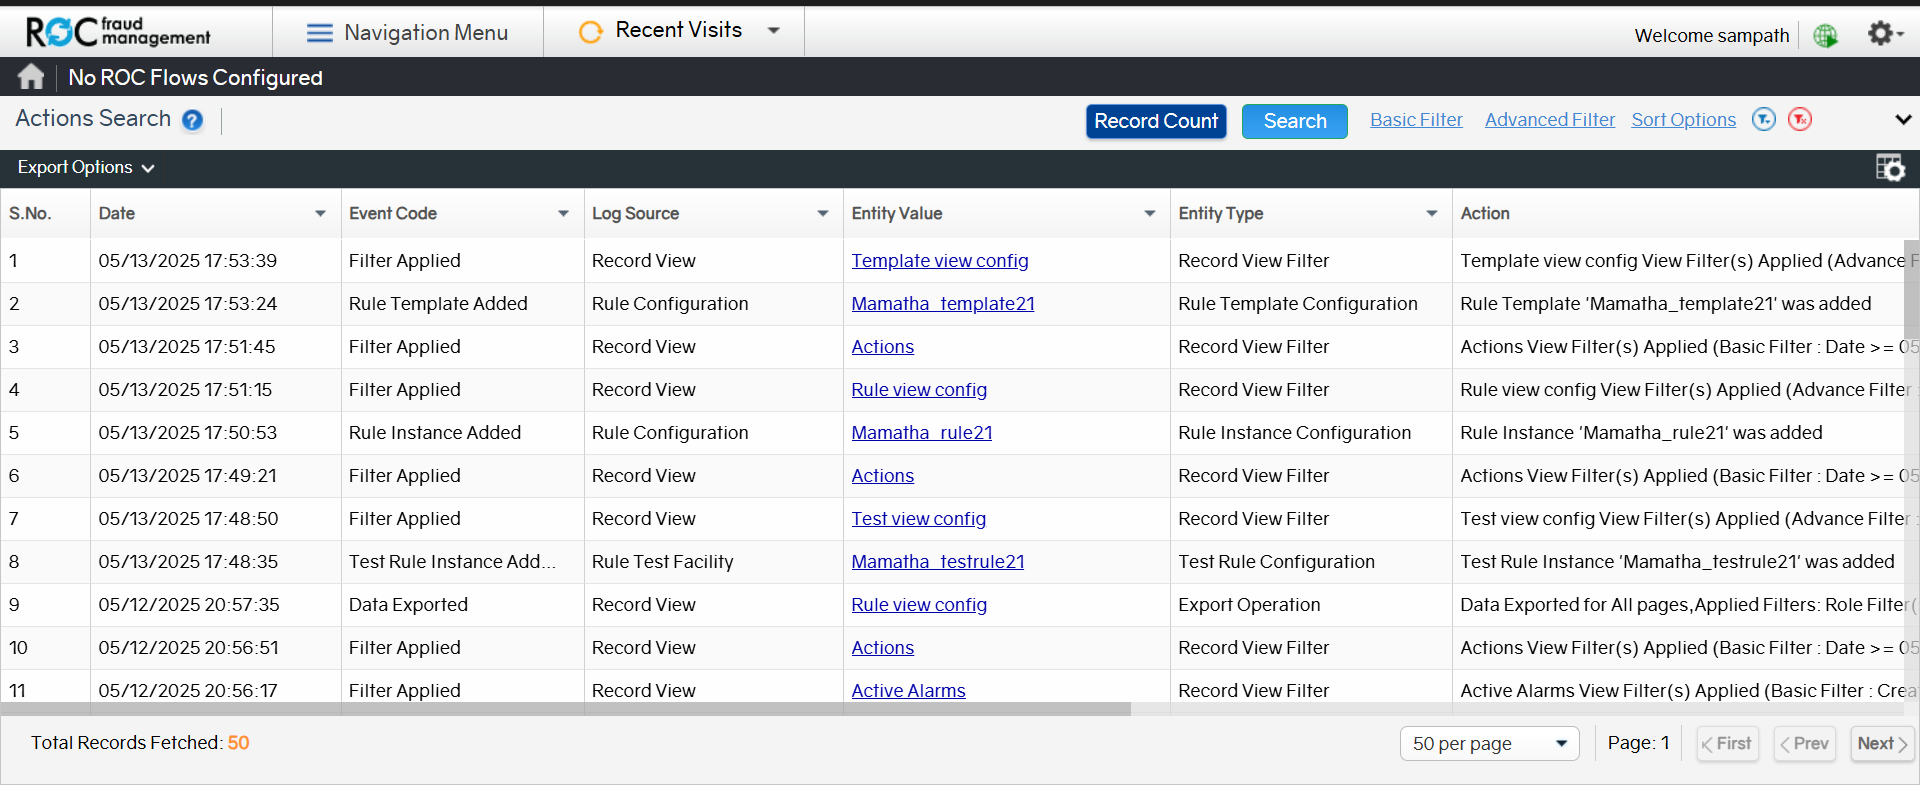 ROC fraud management
Navigation Menu
Recent Visits
Welcome sampath
No ROC Flows Configured
Actions Search ?
Record Count Search Basic Filter Advanced Filter Sort Options
Export Options
S.No. Date Event Code Log Source Entity Value Entity Type Action
1 05/13/2025 17:53:39 Filter Applied Record View Template view config Record View Filter Template view config View Filter(s) Applied (Advance F
2 05/13/2025 17:53:24 Rule Template Added Rule Configuration Mamatha_template21 Rule Template Configuration Rule Template 'Mamatha_template21' was added
3 05/13/2025 17:51:45 Filter Applied Record View Actions Record View Filter Actions View Filter(s) Applied (Basic Filter : Date >= 05
4 05/13/2025 17:51:15 Filter Applied Record View Rule view config Record View Filter Rule view config View Filter(s) Applied (Advance Filter :
5 05/13/2025 17:50:53 Rule Instance Added Rule Configuration Mamatha_rule21 Rule Instance Configuration Rule Instance 'Mamatha_rule21' was added
6 05/13/2025 17:49:21 Filter Applied Record View Actions Record View Filter Actions View Filter(s) Applied (Basic Filter : Date >= 05
7 05/13/2025 17:48:50 Filter Applied Record View Test view config Record View Filter Test view config View Filter(s) Applied (Advance Filter :
8 05/13/2025 17:48:35 Test Rule Instance Add... Rule Test Facility Mamatha_testrule21 Test Rule Configuration Test Rule Instance 'Mamatha_testrule21' was added
9 05/12/2025 20:57:35 Data Exported Record View Rule view config Export Operation Data Exported for All pages,Applied Filters: Role Filter(
10 05/12/2025 20:56:51 Filter Applied Record View Actions Record View Filter Actions View Filter(s) Applied (Basic Filter : Date >= 05
11 05/12/2025 20:56:17 Filter Applied Record View Active Alarms Record View Filter Active Alarms View Filter(s) Applied (Basic Filter : Crea
Total Records Fetched: 50
50 per page Page: 1 First Prev Next